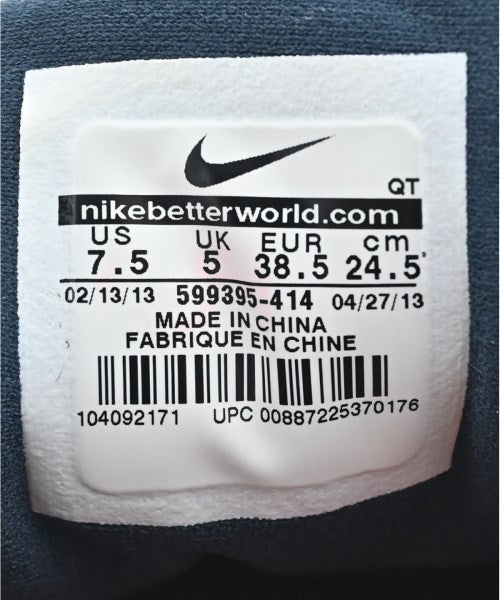 QT
nikebetterworld.com
US UK EUR cm
7.5 5 38.5 24.5
02/13/13 599395-414 04/27/13
MADE IN CHINA
FABRIQUE EN CHINE
104092171 UPC 00887225370176